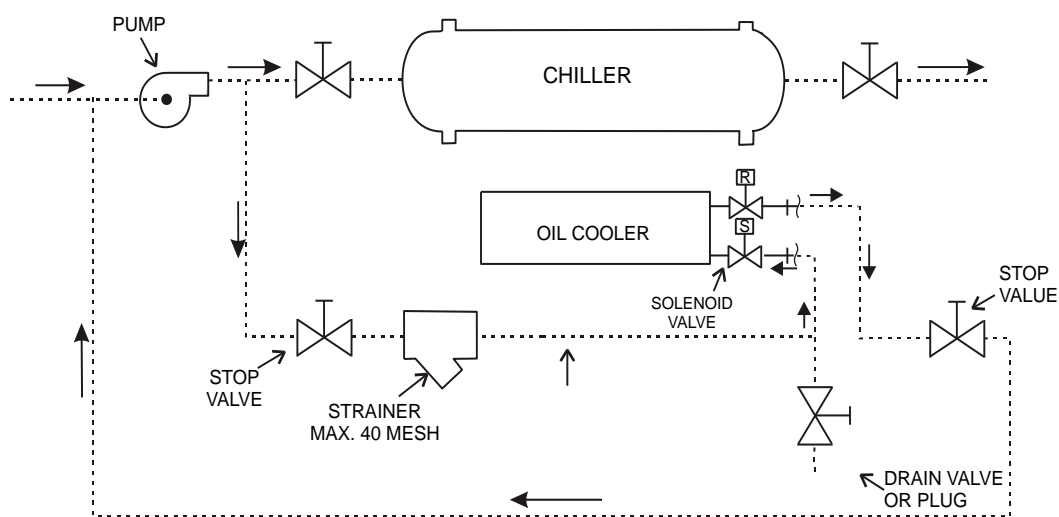 PUMP
CHILLER
R
OIL COOLER
S
SOLENOID
VALVE
STOP
VALUE
STOP
VALVE
STRAINER
MAX. 40 MESH
DRAIN VALVE
OR PLUG